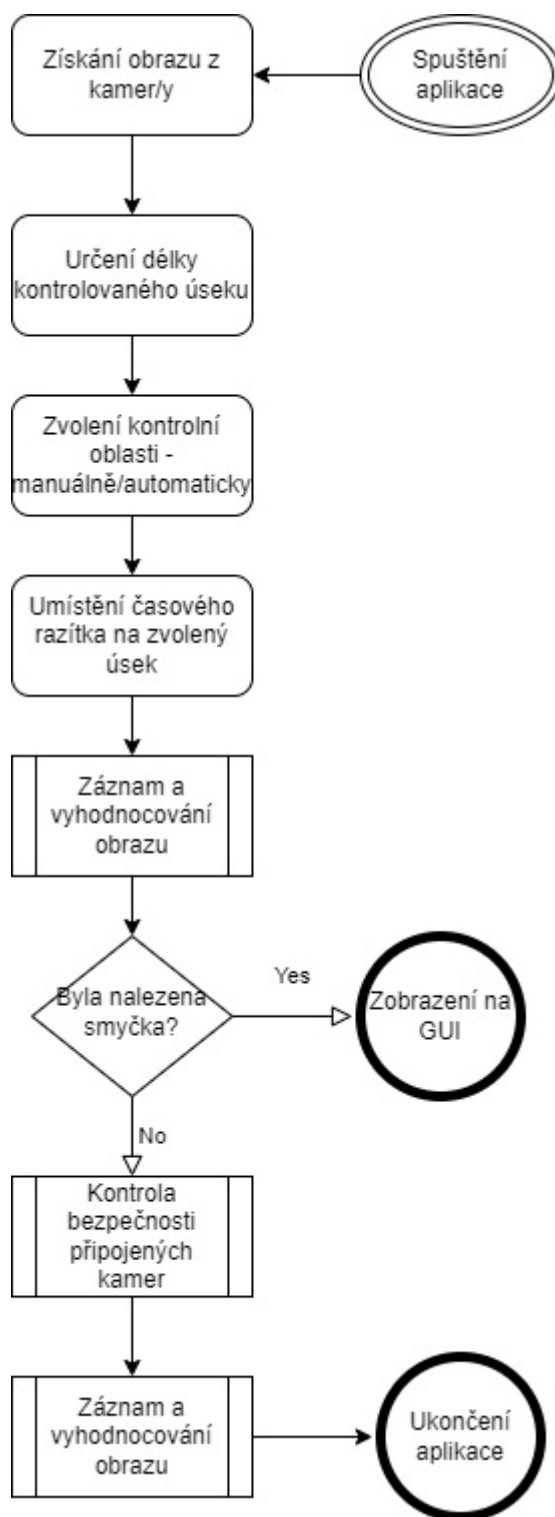 Získání obrazu z
kamer/y
Spuštění
aplikace
Určení délky
kontrolovaného úseku
Zvolení kontrolní
oblasti -
manuálně/automaticky
Umístění časového
razítka na zvolený
úsek
Záznam a
vyhodnocování
obrazu
Byla nalezena
smyčka?
Yes
Zobrazení na
GUI
No
Kontrola
bezpečnosti
připojených
kamer
Záznam a
vyhodnocování
obrazu
Ukončení
aplikace